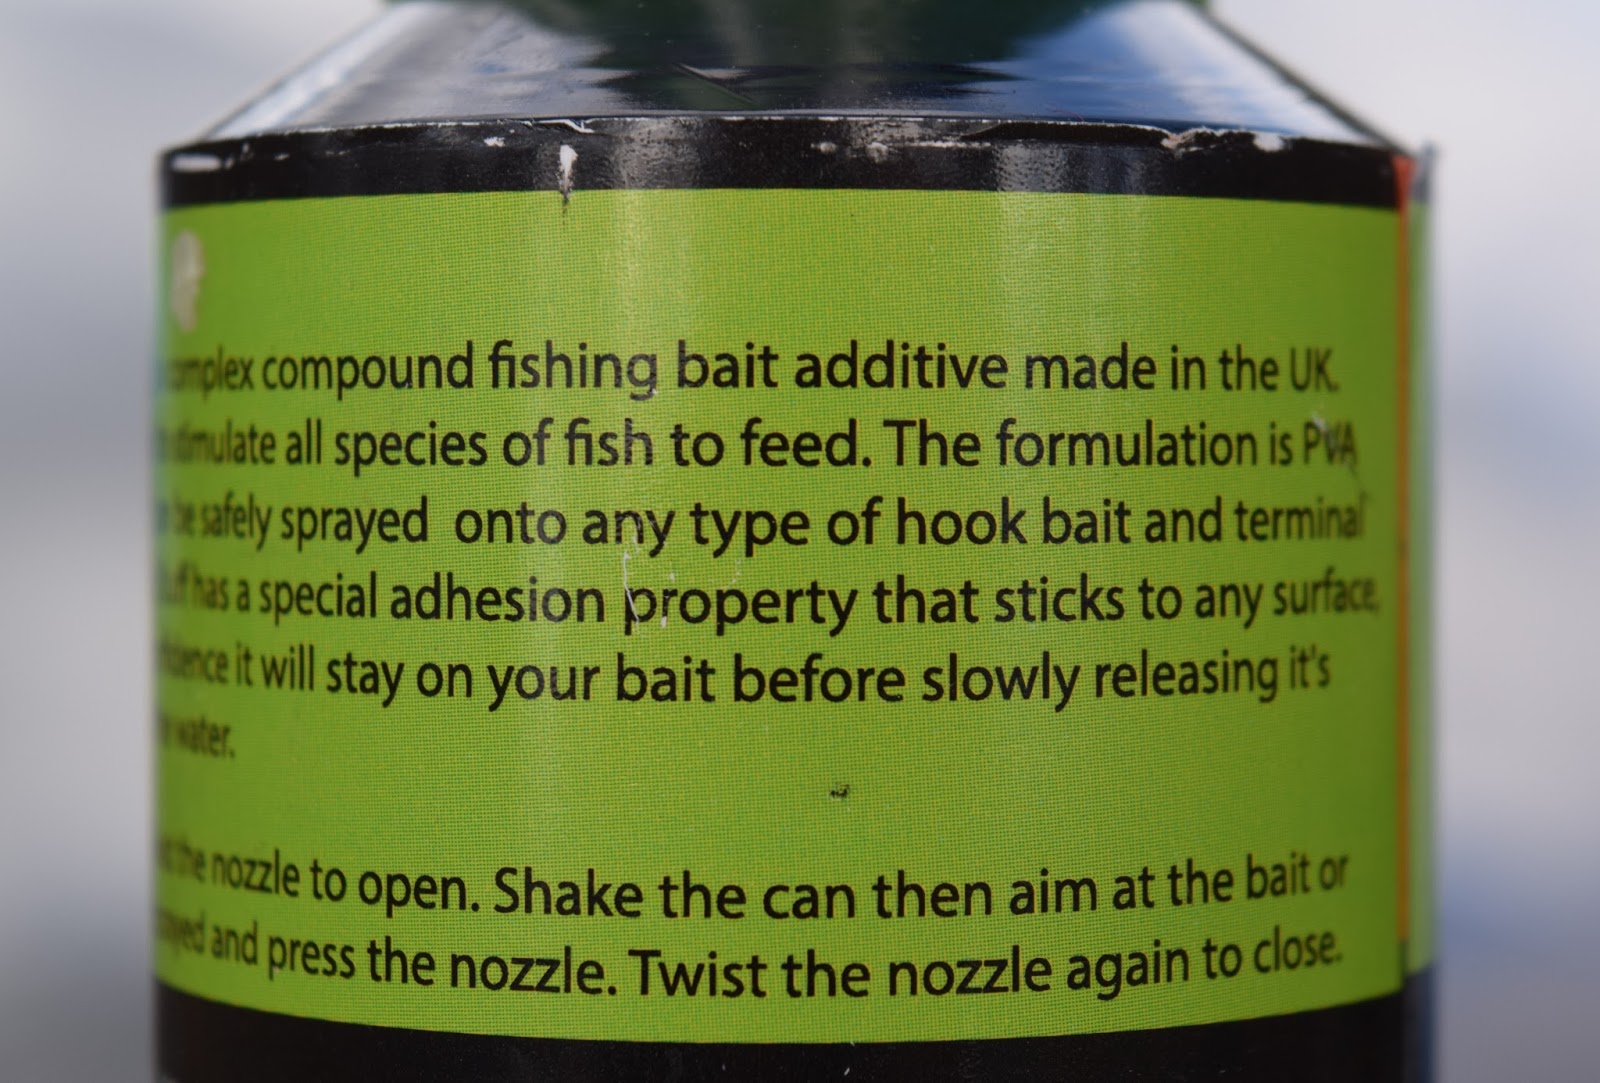 complex compound fishing bait additive made in the UK.
stimulate all species of fish to feed. The formulation is PVA
be safely sprayed onto any type of hook bait and terminal
has a special adhesion property that sticks to any surface,
it will stay on your bait before slowly releasing it's
water.
the nozzle to open. Shake the can then aim at the bait or
and press the nozzle. Twist the nozzle again to close.